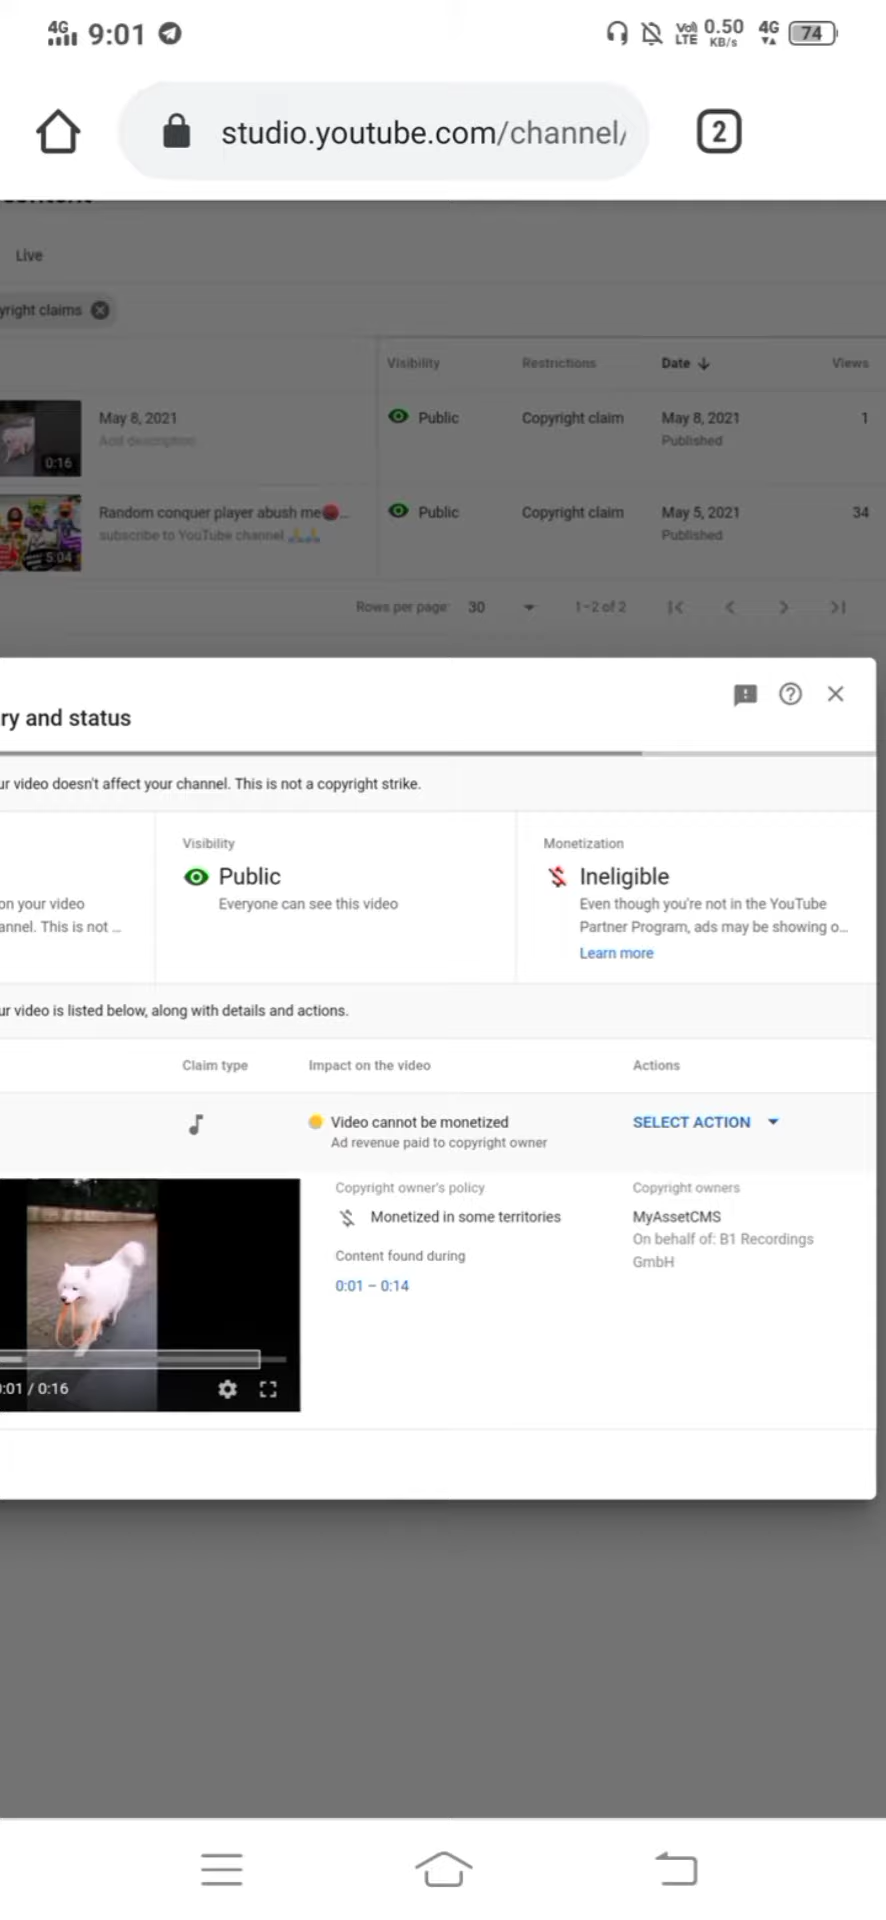 4G 9:01 Vo) LTE 0.50 KB/s 4G 74
studio.youtube.com/channel/ 2
Live
yright claims
Visibility Restrictions Date Views
May 8, 2021 Public Copyright claim May 8, 2021 1
Add description Published
0:16
Random conquer player abush me... Public Copyright claim May 5, 2021 34
subscribe to YouTube channel Published
5:04
Rows per page: 30 1–2 of 2
ry and status
ur video doesn't affect your channel. This is not a copyright strike.
Visibility Monetization
Public Ineligible
on your video Everyone can see this video Even though you're not in the YouTube
annel. This is not ... Partner Program, ads may be showing o...
Learn more
ur video is listed below, along with details and actions.
Claim type Impact on the video Actions
Video cannot be monetized SELECT ACTION
Ad revenue paid to copyright owner
Copyright owner's policy Copyright owners
Monetized in some territories MyAssetCMS
On behalf of: B1 Recordings
Content found during GmbH
0:01 – 0:14
:01 / 0:16